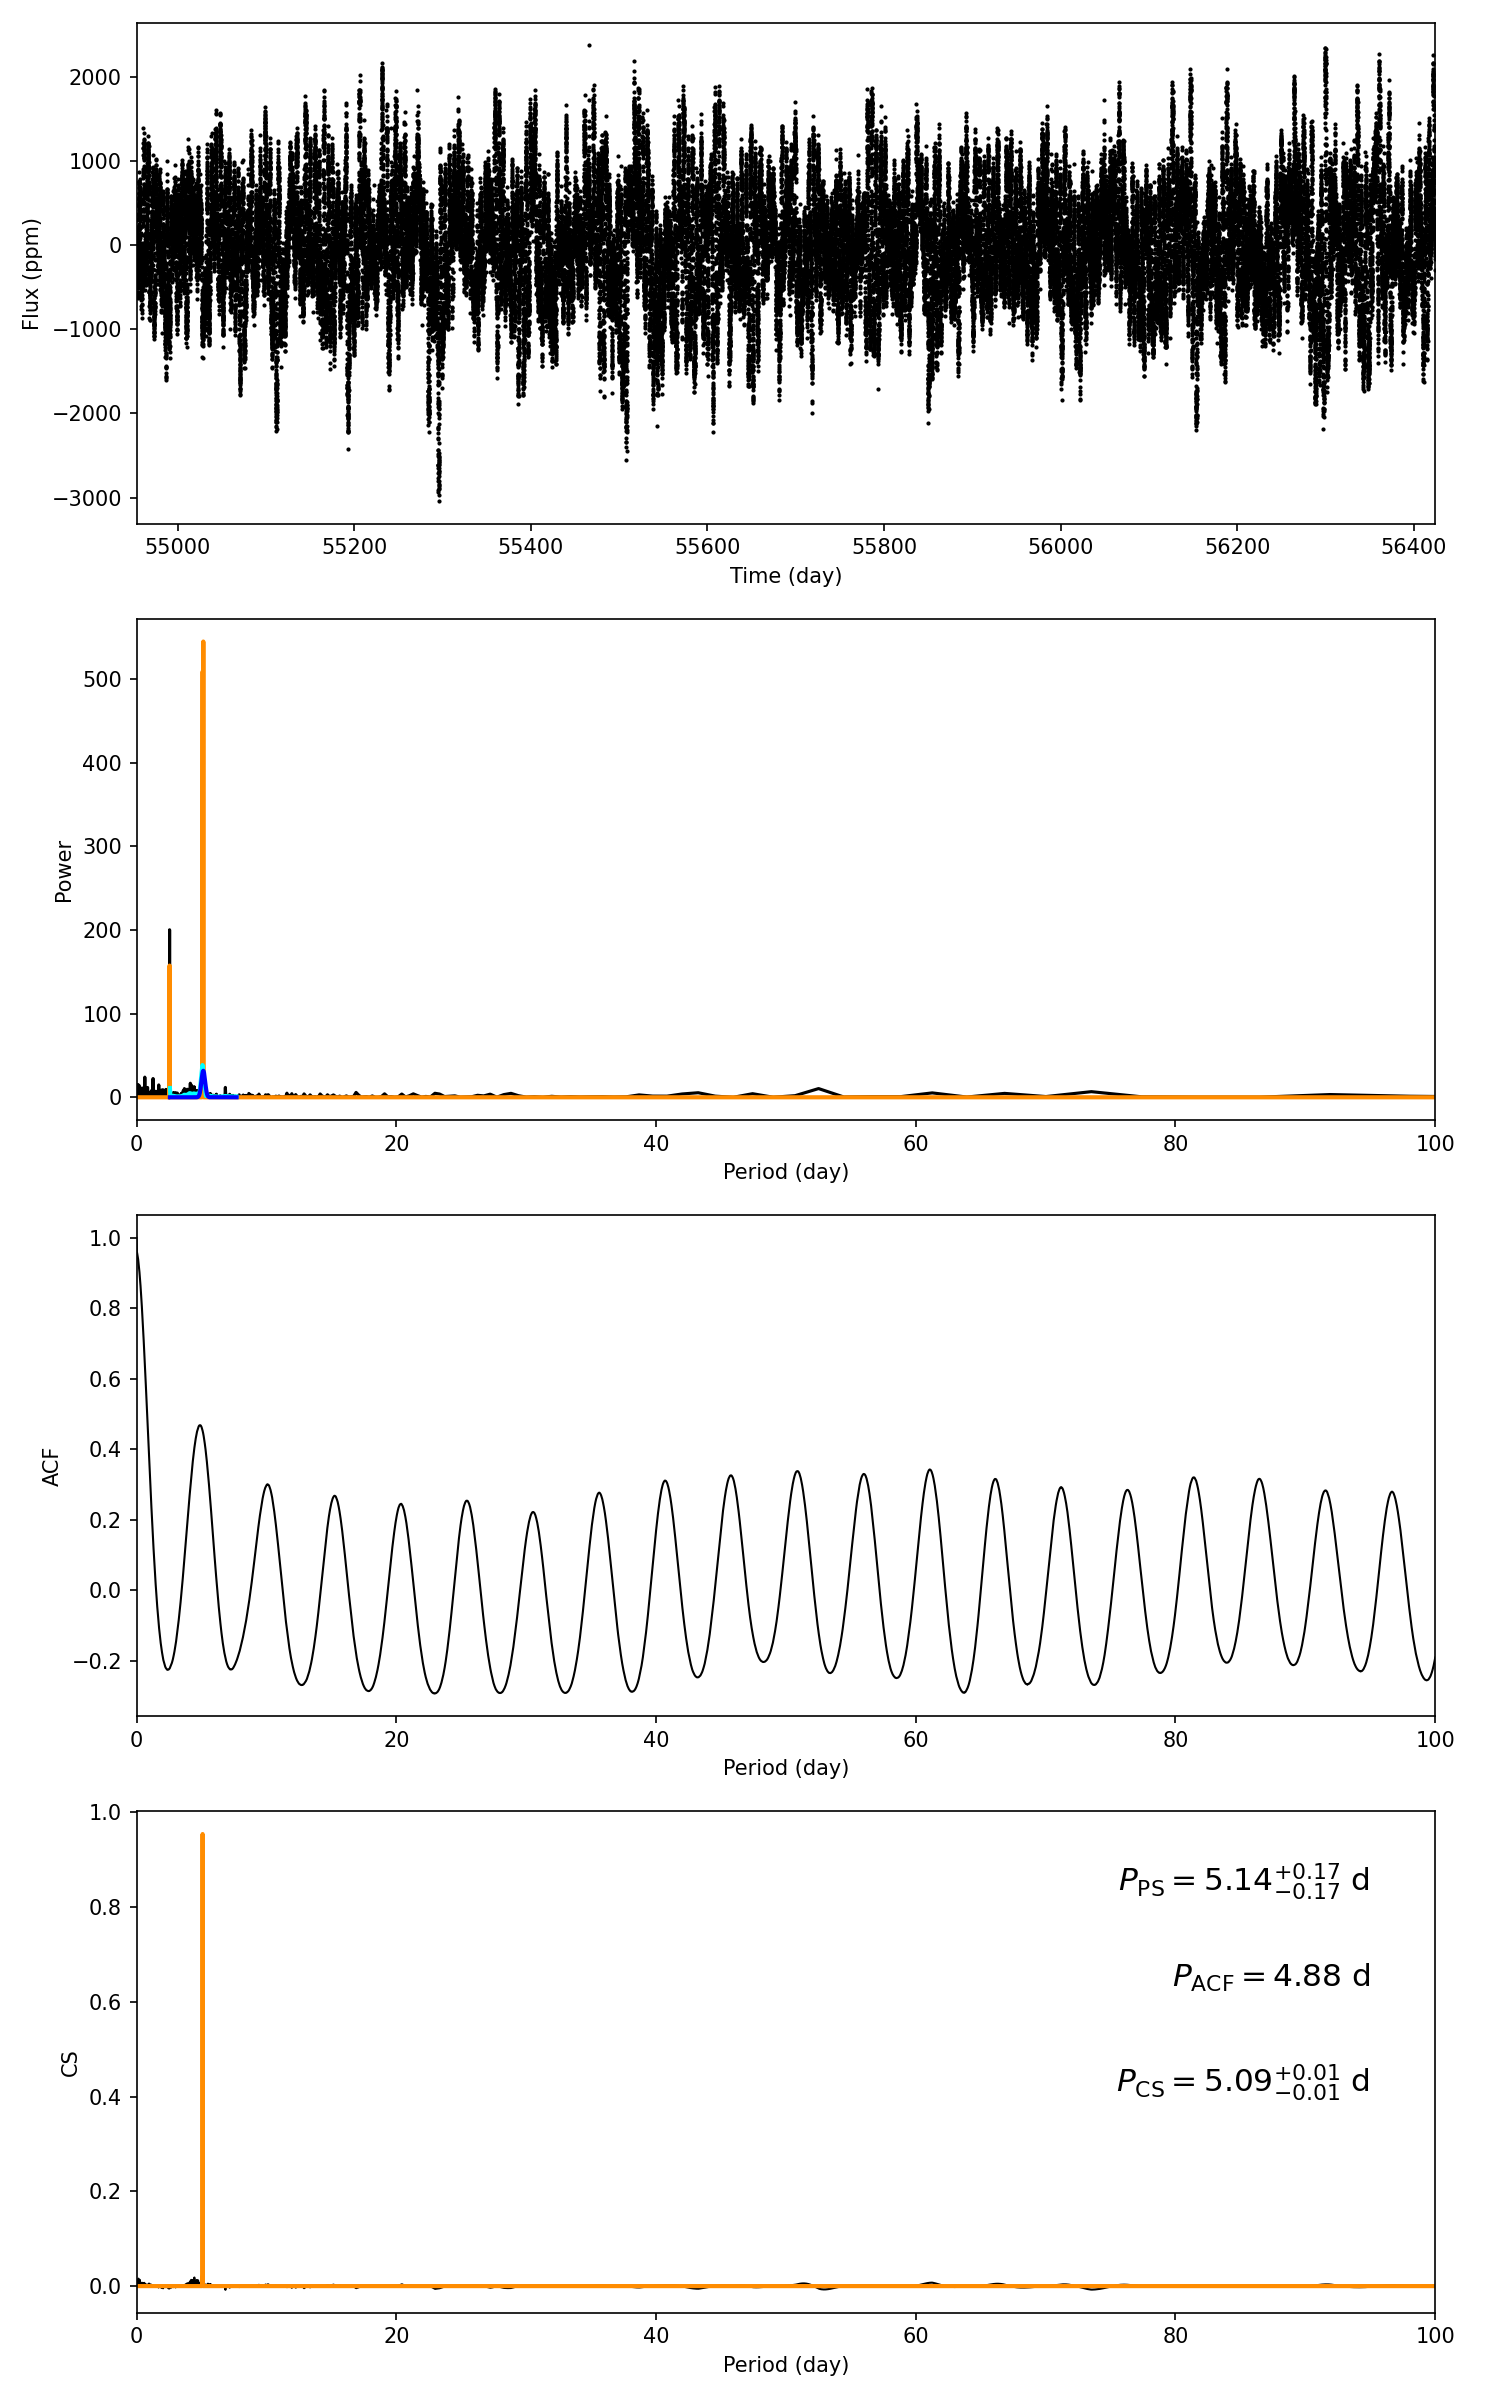 2000
1000
0
−1000
−2000
−3000
Flux (ppm)
55000 55200 55400 55600 55800 56000 56200 56400
Time (day)
500
400
300
200
100
0
Power
0 20 40 60 80 100
Period (day)
1.0
0.8
0.6
0.4
0.2
0.0
−0.2
ACF
0 20 40 60 80 100
Period (day)
1.0
0.8
0.6
0.4
0.2
0.0
CS
P_PS = 5.14 +0.17 −0.17 d
P_ACF = 4.88 d
P_CS = 5.09 +0.01 −0.01 d
0 20 40 60 80 100
Period (day)